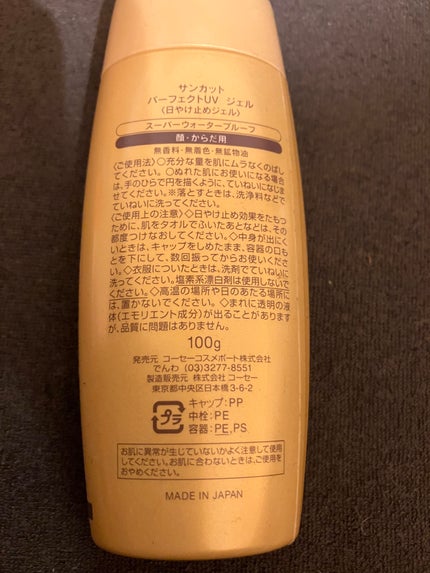 サンカット
パーフェクトUV ジェル
〈日やけ止めジェル〉
スーパーウォータープルーフ
顔・からだ用
無香料・無着色・無鉱物油
〈ご使用法〉○充分な量を肌にムラなくのばし
てください。○ぬれた肌にお使いになる場合
は、手のひらで円を描くように、ていねいになじま
せてください。※落とすときは、洗浄料などで
ていねいに洗ってください。
〈ご使用上の注意〉◇日やけ止め効果をたもつ
ために、肌をタオルでふいたあとなどは、その
都度つけなおしてください。◇中身が出にく
いときは、キャップをしめたまま、容器の口も
とを下にして、数回振ってからお使いくださ
い。◇衣服についたときは、洗剤でていねいに
洗ってください。塩素系漂白剤は使用しないで
ください。◇高温の場所や日のあたる場所に
は、置かないでください。◇まれに透明の液
体(エモリエント成分)が出ることがあります
が、品質に問題はありません。
100g
発売元 コーセーコスメポート株式会社
でんわ (03)3277-8551
製造販売元 株式会社 コーセー
東京都中央区日本橋3-6-2
プラ
キャップ:PP
中栓:PE
容器:PE,PS
お肌に異常が生じていないかよく注意して使用
してください。お肌に合わないときは、ご使用を
おやめください。
MADE IN JAPAN